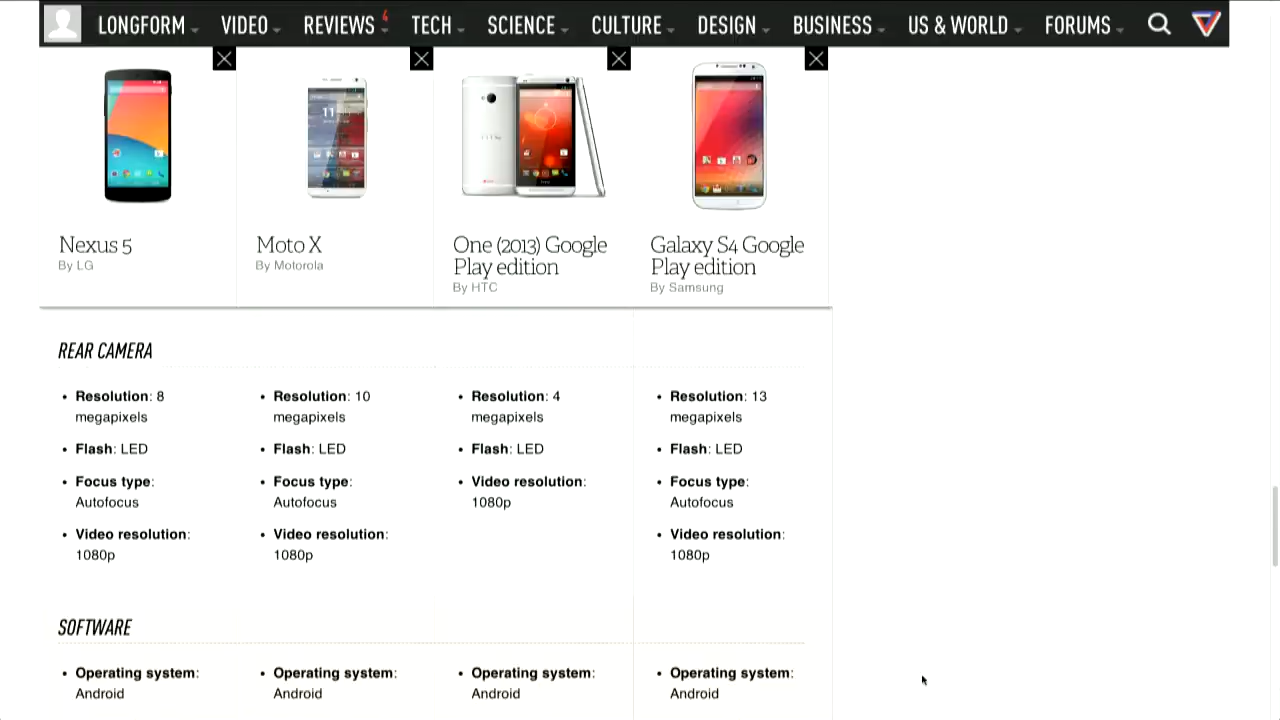 LONGFORM VIDEO REVIEWS 4 TECH SCIENCE CULTURE DESIGN BUSINESS US & WORLD FORUMS
Nexus 5
By LG
Moto X
By Motorola
One (2013) Google
Play edition
By HTC
Galaxy S4 Google
Play edition
By Samsung
REAR CAMERA
• Resolution: 8
megapixels
• Flash: LED
• Focus type:
Autofocus
• Video resolution:
1080p
• Resolution: 10
megapixels
• Flash: LED
• Focus type:
Autofocus
• Video resolution:
1080p
• Resolution: 4
megapixels
• Flash: LED
• Video resolution:
1080p
• Resolution: 13
megapixels
• Flash: LED
• Focus type:
Autofocus
• Video resolution:
1080p
SOFTWARE
• Operating system:
Android
• Operating system:
Android
• Operating system:
Android
• Operating system:
Android